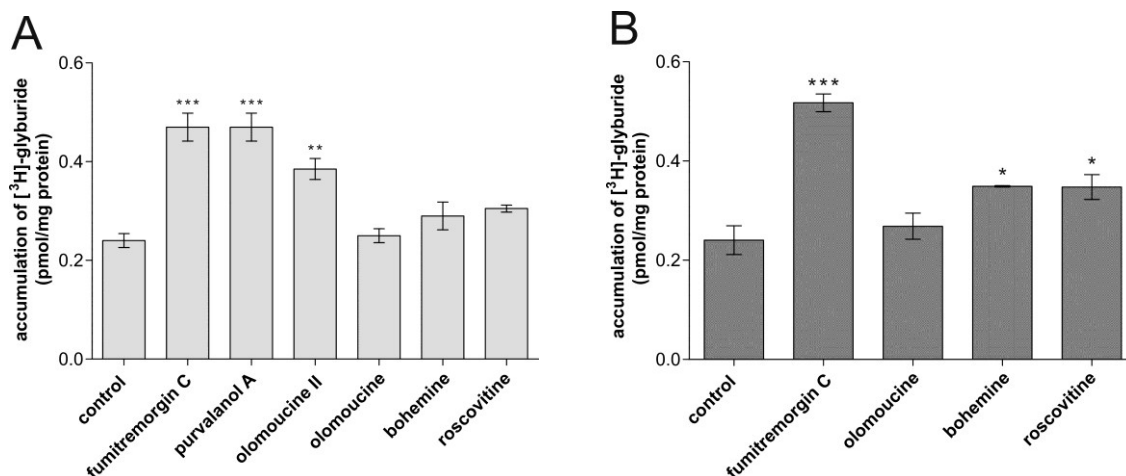 A
accumulation of [³H]-glyburide
(pmol/mg protein)
0.6
0.4
0.2
0.0
***
***
**
control
fumitremorgin C
purvalanol A
olomoucine II
olomoucine
bohemine
roscovitine
B
accumulation of [³H]-glyburide
(pmol/mg protein)
0.6
0.4
0.2
0.0
***
*
*
control
fumitremorgin C
olomoucine
bohemine
roscovitine